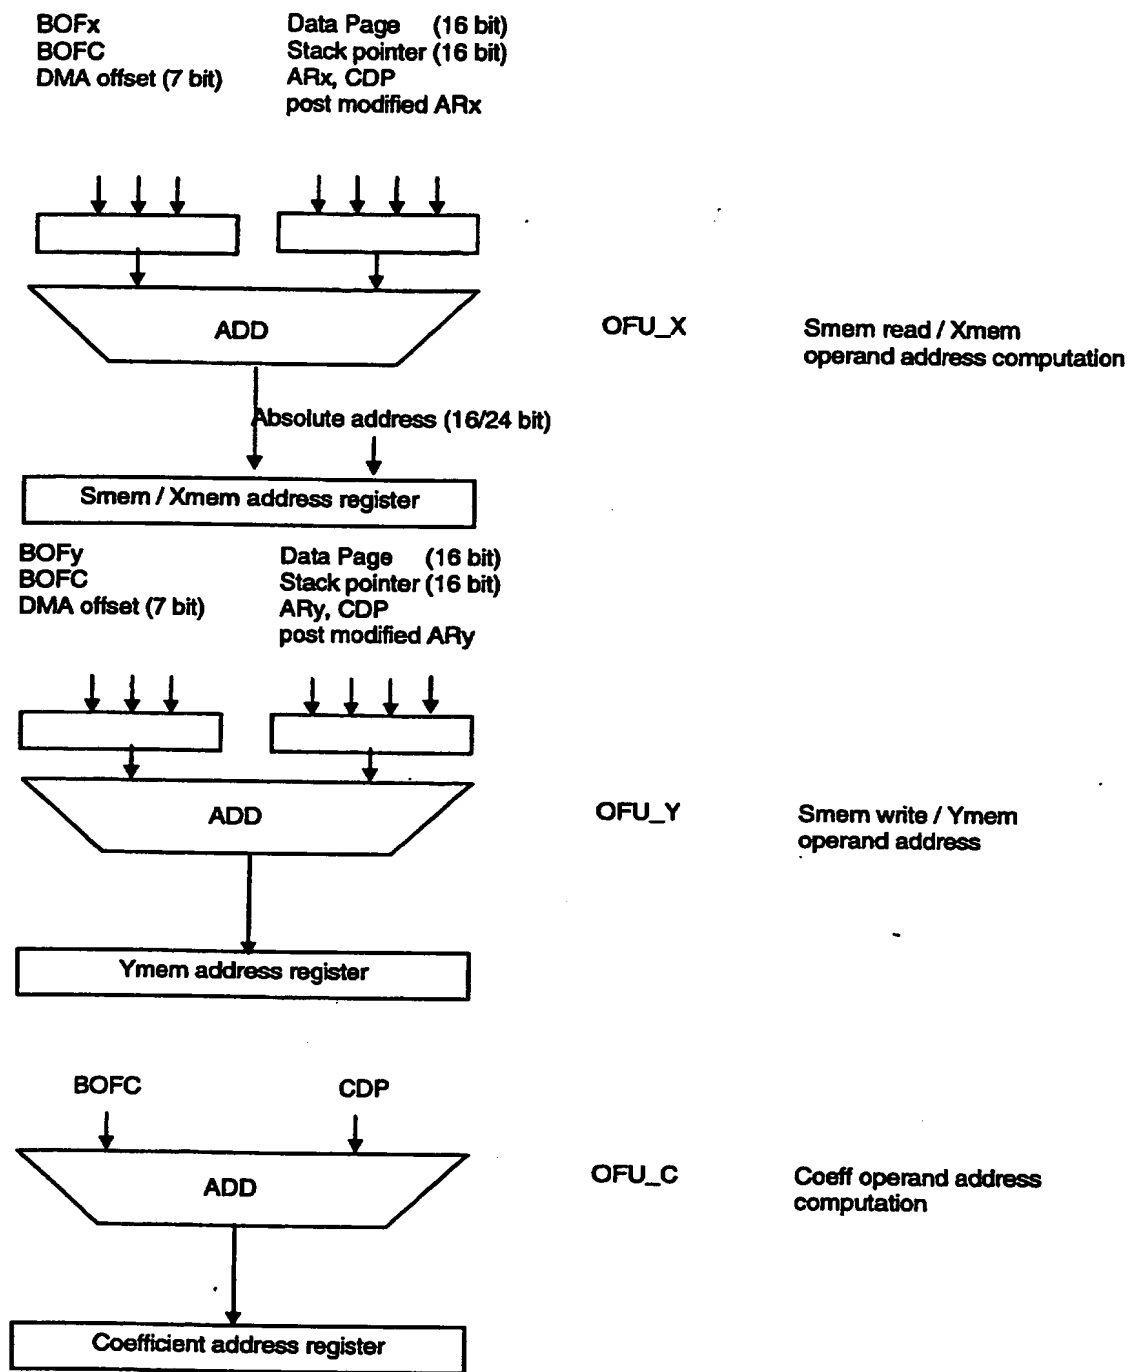 BOFx
BOFC
DMA offset (7 bit)
Data Page (16 bit)
Stack pointer (16 bit)
ARx, CDP
post modified ARx
ADD
OFU_X
Smem read / Xmem
operand address computation
Absolute address (16/24 bit)
Smem / Xmem address register
BOFy
BOFC
DMA offset (7 bit)
Data Page (16 bit)
Stack pointer (16 bit)
ARy, CDP
post modified ARy
ADD
OFU_Y
Smem write / Ymem
operand address
Ymem address register
BOFC
CDP
ADD
OFU_C
Coeff operand address
computation
Coefficient address register